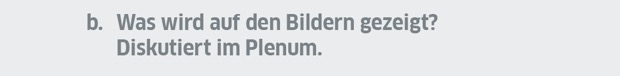 b. Was wird auf den Bildern gezeigt?
Diskutiert im Plenum.